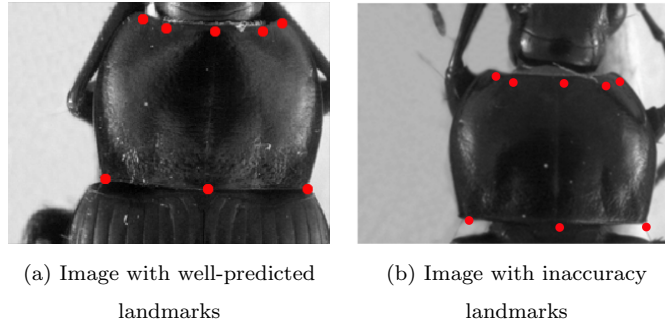 (a) Image with well-predicted
landmarks
(b) Image with inaccuracy
landmarks